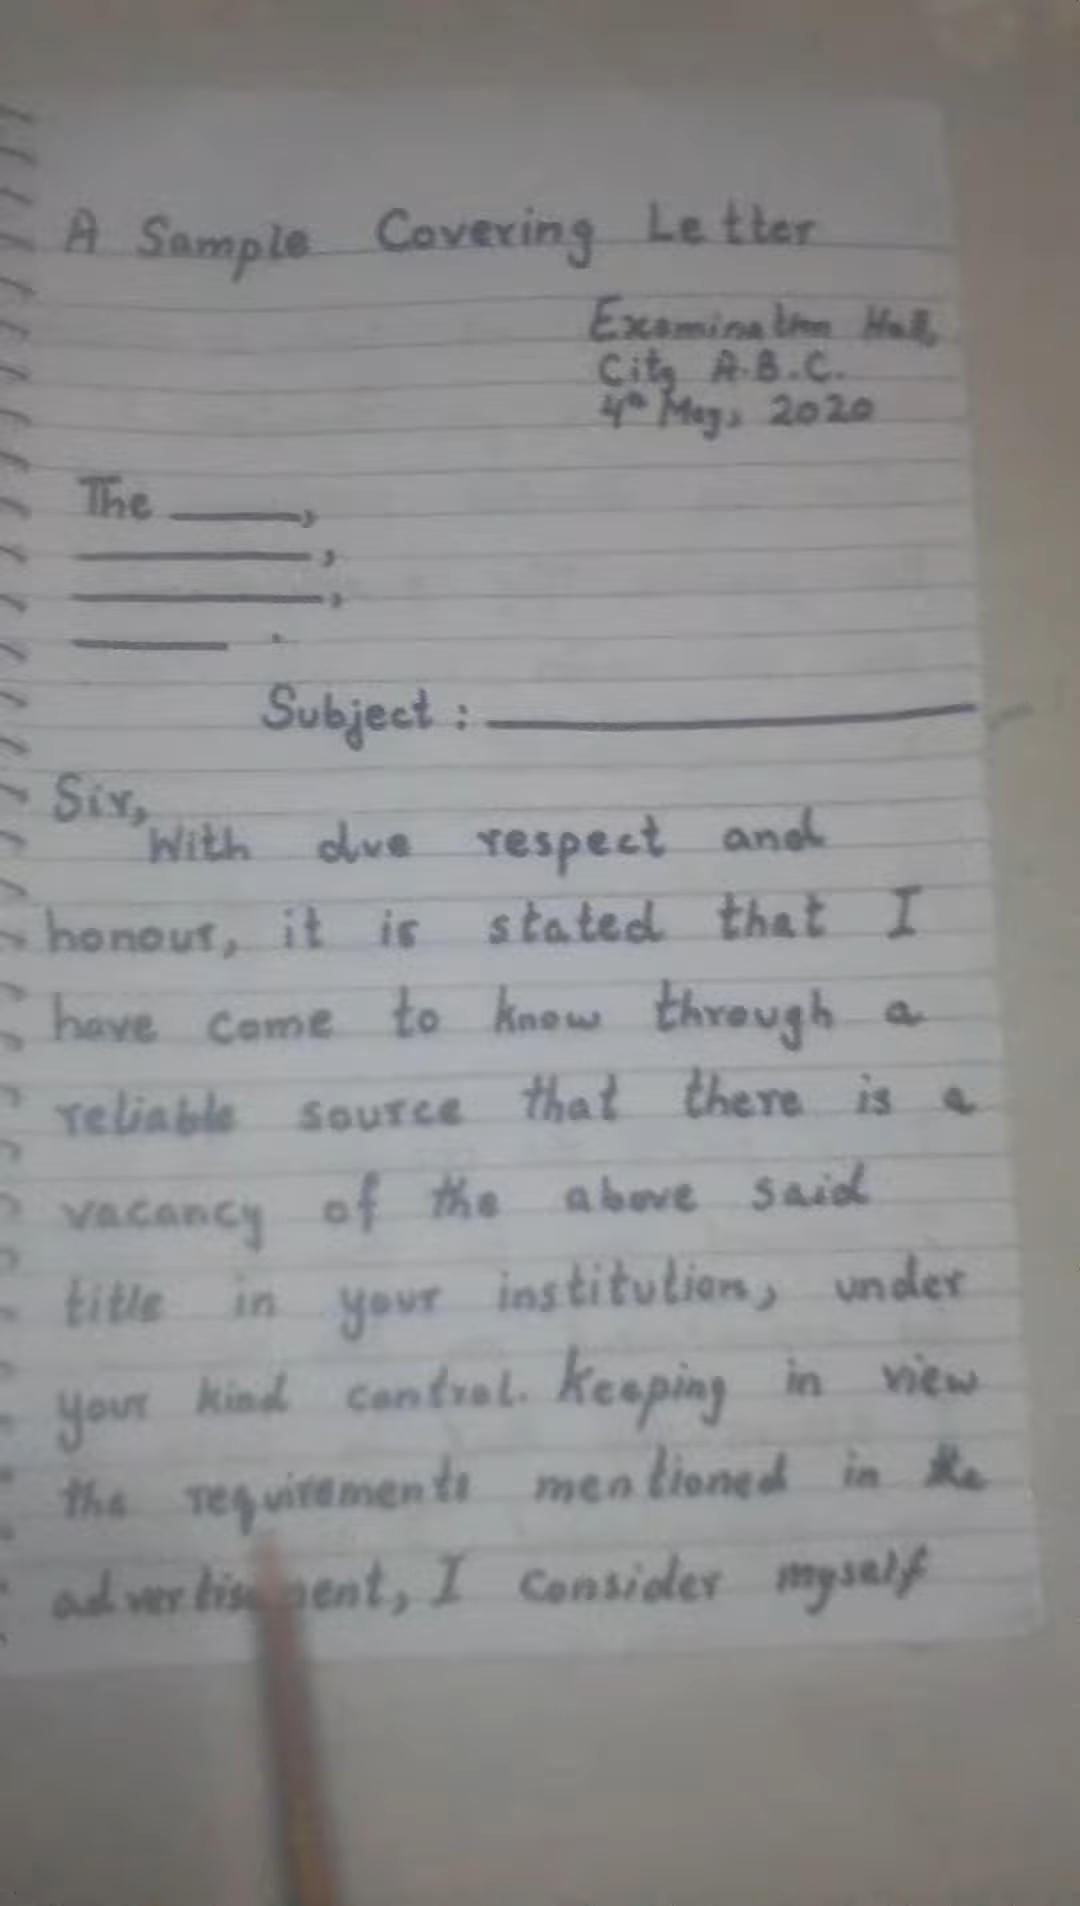 A Sample Covering Letter
Examination Hall,
City A.B.C.
4th May, 2020
The ______,
______,
______,
______ .
Subject : ______
Sir,
With due respect and
honour, it is stated that I
have come to know through a
reliable source that there is a
vacancy of the above said
title in your institution, under
your kind control. Keeping in view
the requirements mentioned in the
advertisement, I consider myself